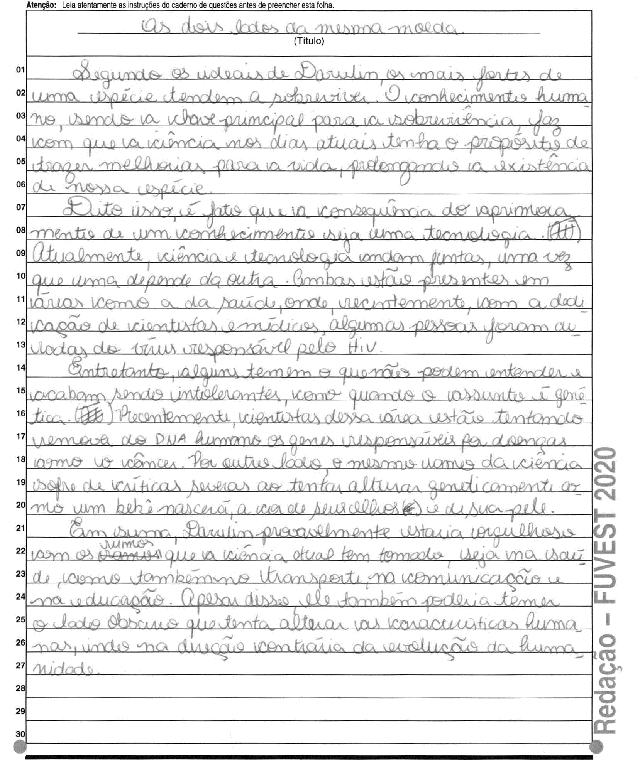 Atenção: Leia atentamente as instruções do caderno de questões antes de preencher esta folha.
As dois lados da mesma moeda.
(Título)
01 Segundo os ideais de Darwin, os mais fortes de
02 uma espécie tendem a sobreviver. O conhecimento huma
03 no, sendo a chave principal para a sobrevivência, faz
04 com que a ciência nos dias atuais tenha o propósito de
05 trazer melhorias para a vida, prolongando a existência
06 de nossa espécie.
07 Dito isso, é fato que a consequência do aprimora
08 mento de um conhecimento seja uma tecnologia.
09 Atualmente, ciência e tecnologia andam juntas, uma vez
10 que uma depende da outra. Ambas estão presentes em
11 várias como a da saúde, onde, recentemente, com a dedi
12 cação de cientistas e médicos, algumas pessoas foram cu
13 radas do vírus responsável pelo HIV.
14 Entretanto, alguns temem o que não podem entender e
15 acabam sendo intolerantes, como quando o assunto é gené
16 tica. Recentemente, cientistas dessa área estão tentando
17 remover do DNA humano os genes responsáveis por doenças
18 como o câncer. Por outro lado, o mesmo ramo da ciência
19 sofre de críticas severas ao tentar alterar geneticamente co-
20 mo um bebê nascerá, a cor de seus olhos e de sua pele.
21 Em suma, Darwin provavelmente estaria orgulhoso
22 com os rumos que a ciência atual tem tomado, seja na saú
23 de, como também no transporte, na comunicação e
24 na educação. Apesar disso, ele também poderia temer
25 o lado obscuro que tenta alterar as características huma
26 nas, indo na direção contrária da evolução da huma
27 nidade.
28
29
30
Redação – FUVEST 2020